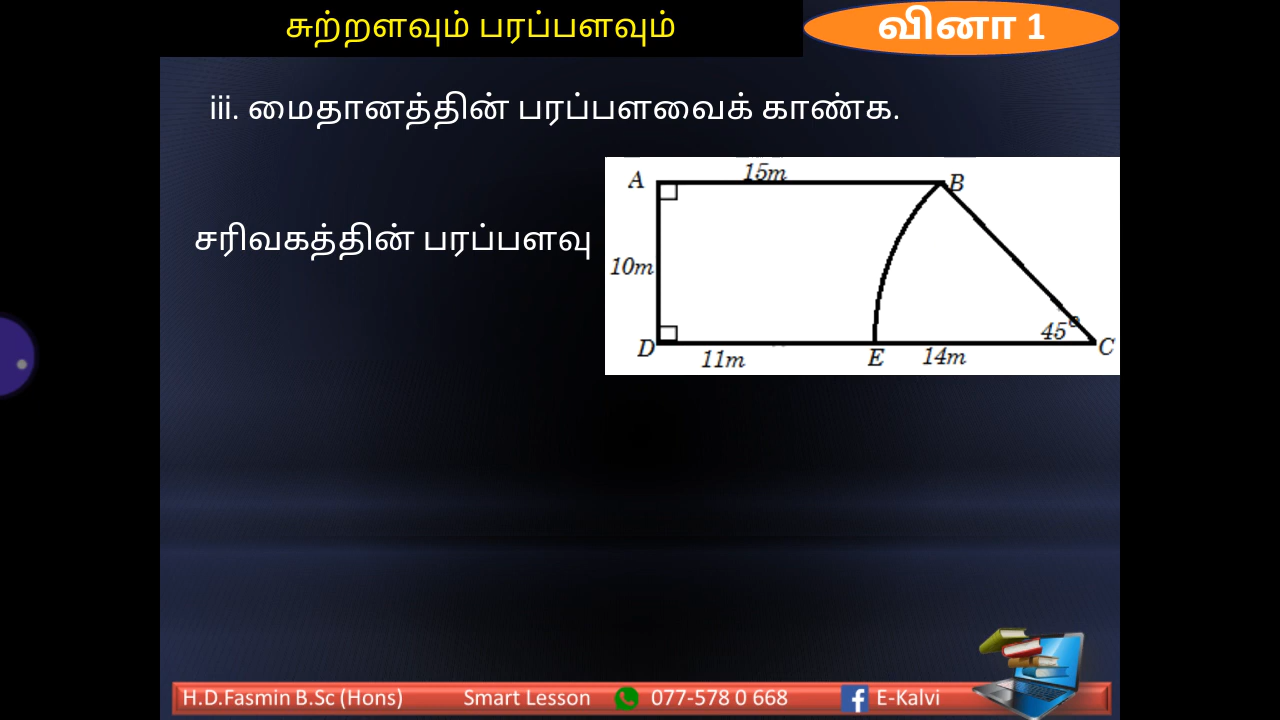 சுற்றளவும் பரப்பளவும்
வினா 1
iii. மைதானத்தின் பரப்பளவைக் காண்க.
சரிவகத்தின் பரப்பளவு
A 15m B
10m
45°
D 11m E 14m C
H.D.Fasmin B.Sc (Hons) Smart Lesson 077-578 0 668 E-Kalvi